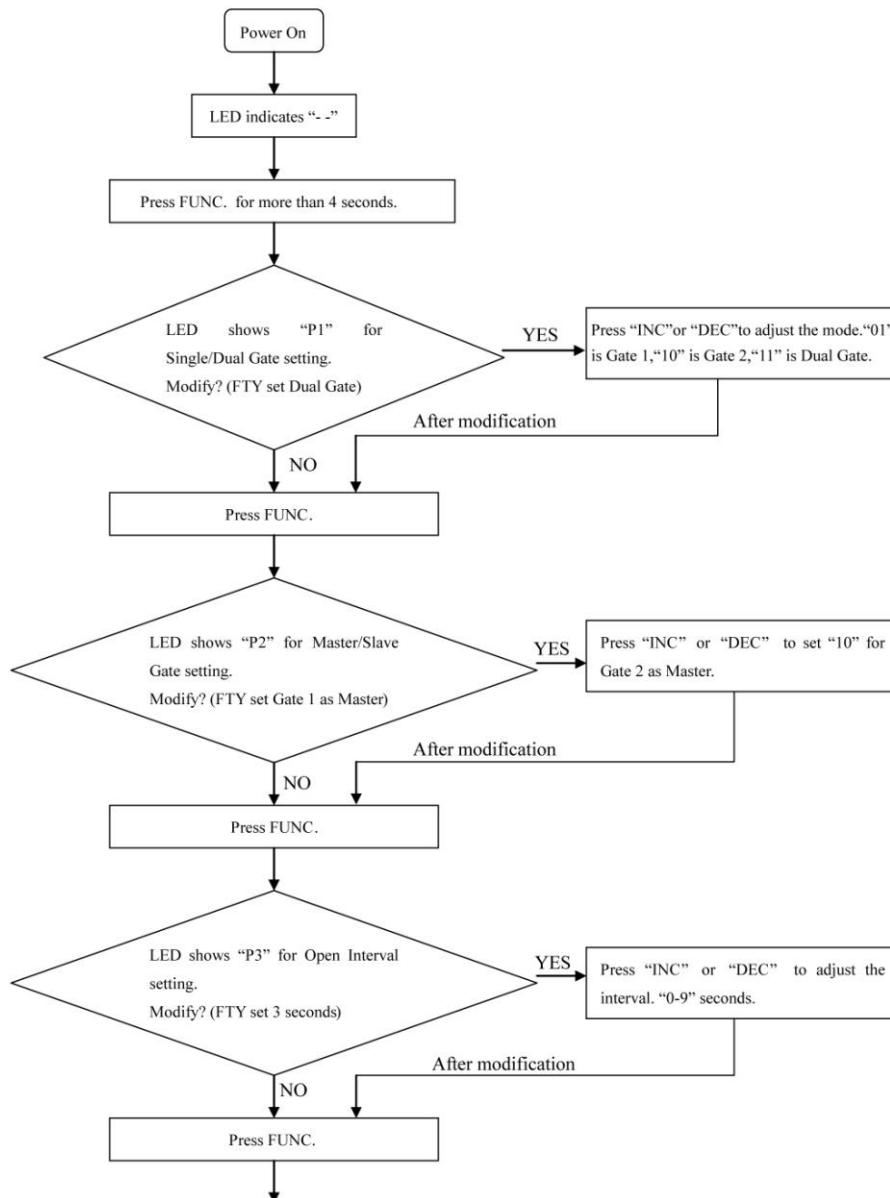 Power On
LED indicates “- -”
Press FUNC. for more than 4 seconds.
LED shows “P1” for
Single/Dual Gate setting.
Modify? (FTY set Dual Gate)
YES
Press “INC”or “DEC”to adjust the mode.“01”
is Gate 1,“10” is Gate 2,“11” is Dual Gate.
After modification
NO
Press FUNC.
LED shows “P2” for Master/Slave
Gate setting.
Modify? (FTY set Gate 1 as Master)
YES
Press “INC” or “DEC” to set “10” for
Gate 2 as Master.
After modification
NO
Press FUNC.
LED shows “P3” for Open Interval
setting.
Modify? (FTY set 3 seconds)
YES
Press “INC” or “DEC” to adjust the
interval. “0-9” seconds.
After modification
NO
Press FUNC.